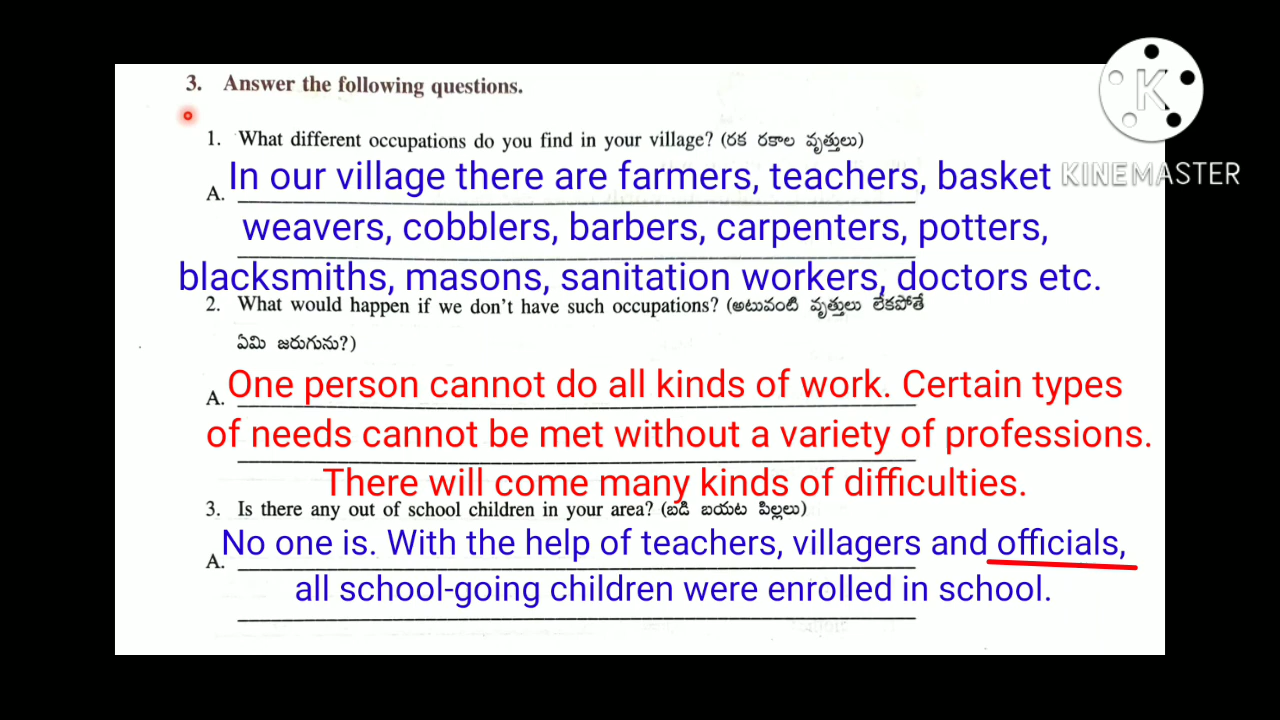 3. Answer the following questions.
1. What different occupations do you find in your village? (రక రకాల వృత్తులు)
A. In our village there are farmers, teachers, basket
weavers, cobblers, barbers, carpenters, potters,
blacksmiths, masons, sanitation workers, doctors etc.
2. What would happen if we don't have such occupations? (అటువంటి వృత్తులు లేకపోతే
ఏమి జరుగును?)
A. One person cannot do all kinds of work. Certain types
of needs cannot be met without a variety of professions.
There will come many kinds of difficulties.
3. Is there any out of school children in your area? (బడి బయట పిల్లలు)
A. No one is. With the help of teachers, villagers and officials,
all school-going children were enrolled in school.
K
KINEMASTER